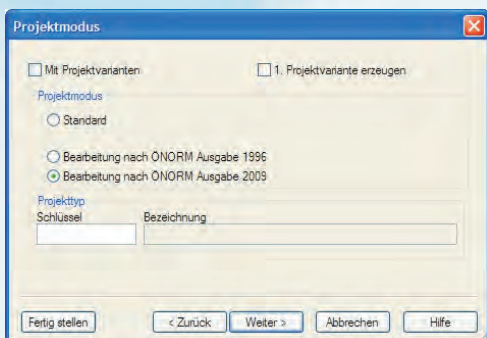 Projektmodus
Mit Projektvarianten 1. Projektvariante erzeugen
Projektmodus
Standard
Bearbeitung nach ÖNORM Ausgabe 1996
Bearbeitung nach ÖNORM Ausgabe 2009
Projekttyp
Schlüssel Bezeichnung
Fertig stellen < Zurück Weiter > Abbrechen Hilfe